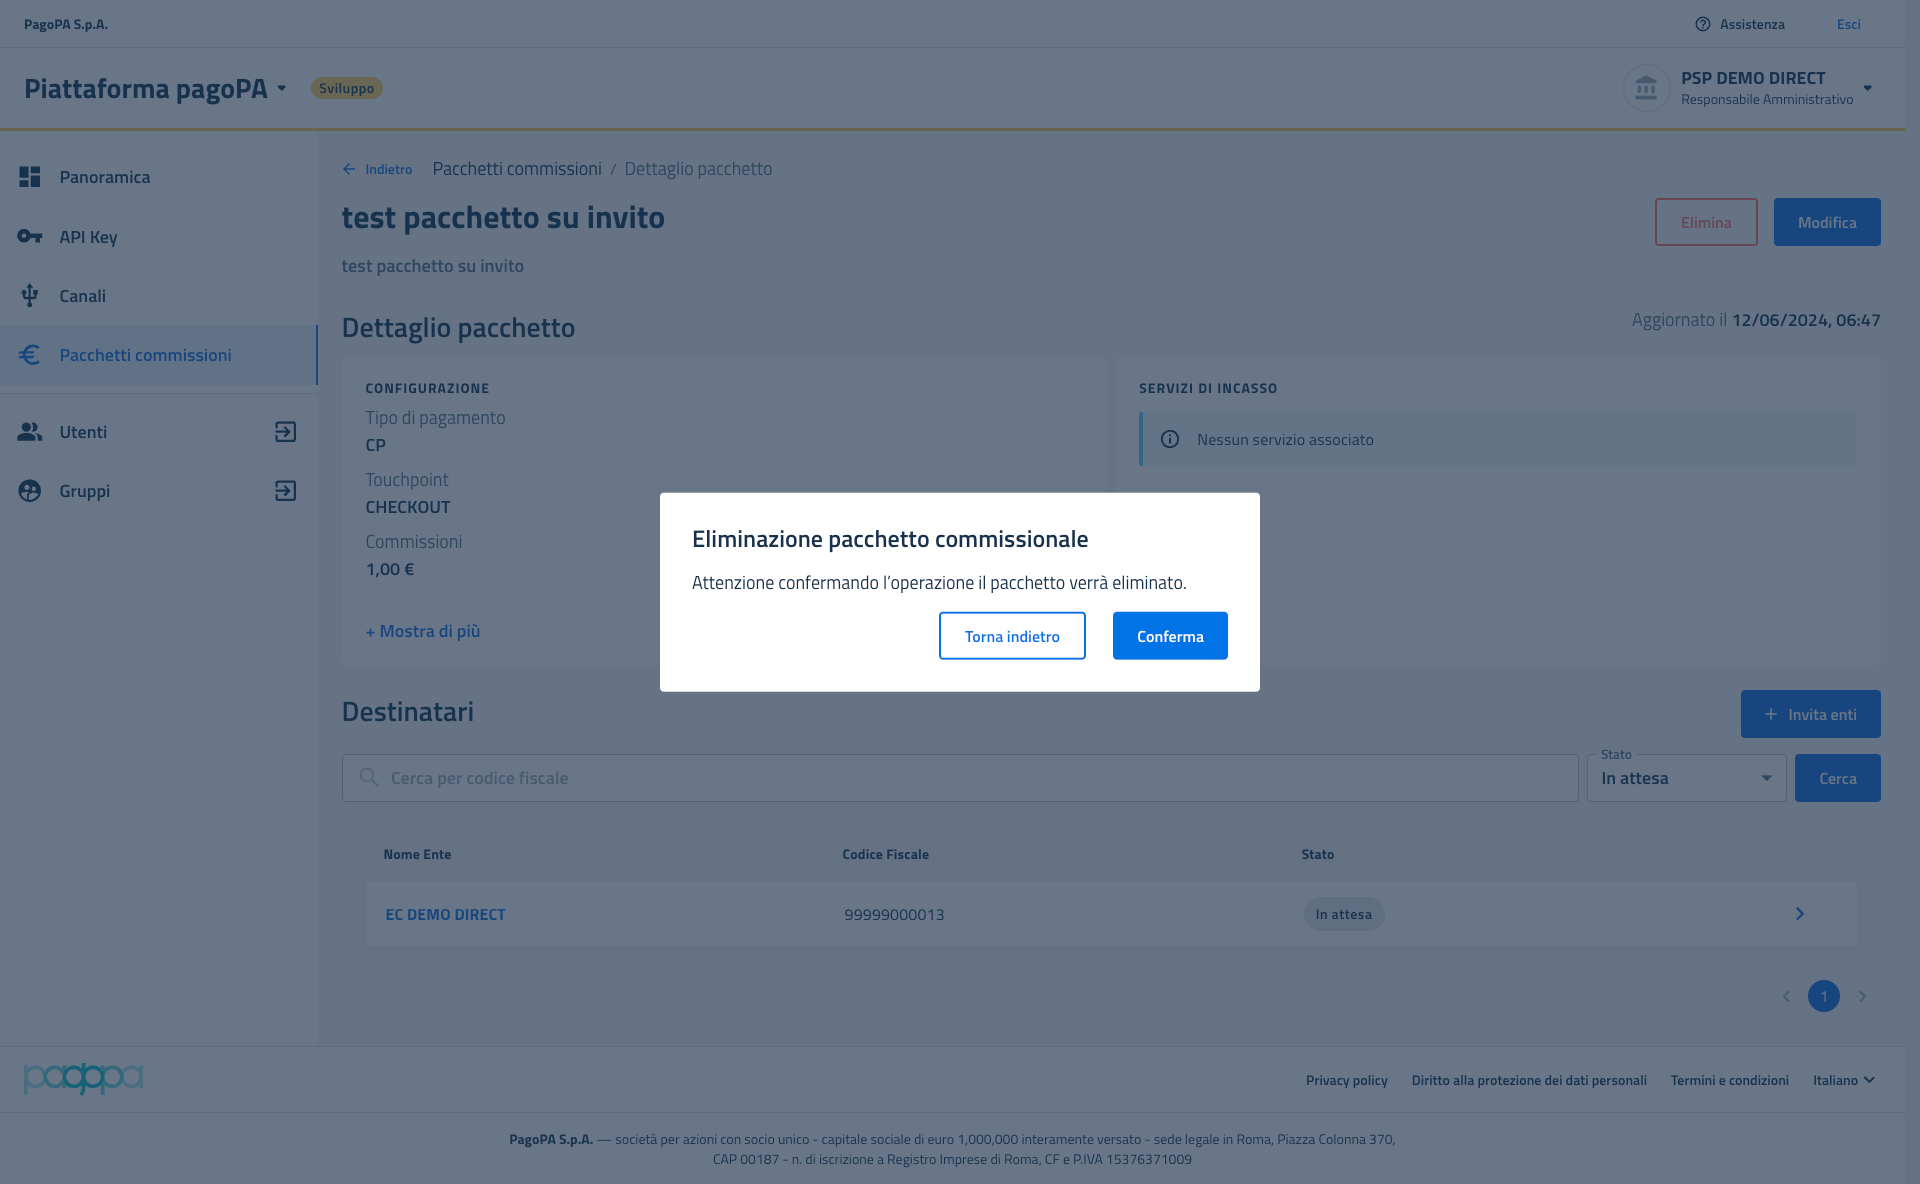 PagoPA S.p.A.
Assistenza
Esci
Piattaforma pagoPA
Sviluppo
PSP DEMO DIRECT
Responsabile Amministrativo
Panoramica
API Key
Canali
Pacchetti commissioni
Utenti
Gruppi
Indietro
Pacchetti commissioni / Dettaglio pacchetto
test pacchetto su invito
Elimina
Modifica
test pacchetto su invito
Dettaglio pacchetto
Aggiornato il 12/06/2024, 06:47
CONFIGURAZIONE
Tipo di pagamento
CP
Touchpoint
CHECKOUT
Commissioni
1,00 €
+ Mostra di più
SERVIZI DI INCASSO
Nessun servizio associato
Eliminazione pacchetto commissionale
Attenzione confermando l’operazione il pacchetto verrà eliminato.
Torna indietro
Conferma
Destinatari
+ Invita enti
Cerca per codice fiscale
Stato
In attesa
Cerca
Nome Ente Codice Fiscale Stato
EC DEMO DIRECT 99999000013 In attesa
1
pagopa
Privacy policy
Diritto alla protezione dei dati personali
Termini e condizioni
Italiano
PagoPA S.p.A. — società per azioni con socio unico - capitale sociale di euro 1,000,000 interamente versato - sede legale in Roma, Piazza Colonna 370,
CAP 00187 - n. di iscrizione a Registro Imprese di Roma, CF e P.IVA 15376371009